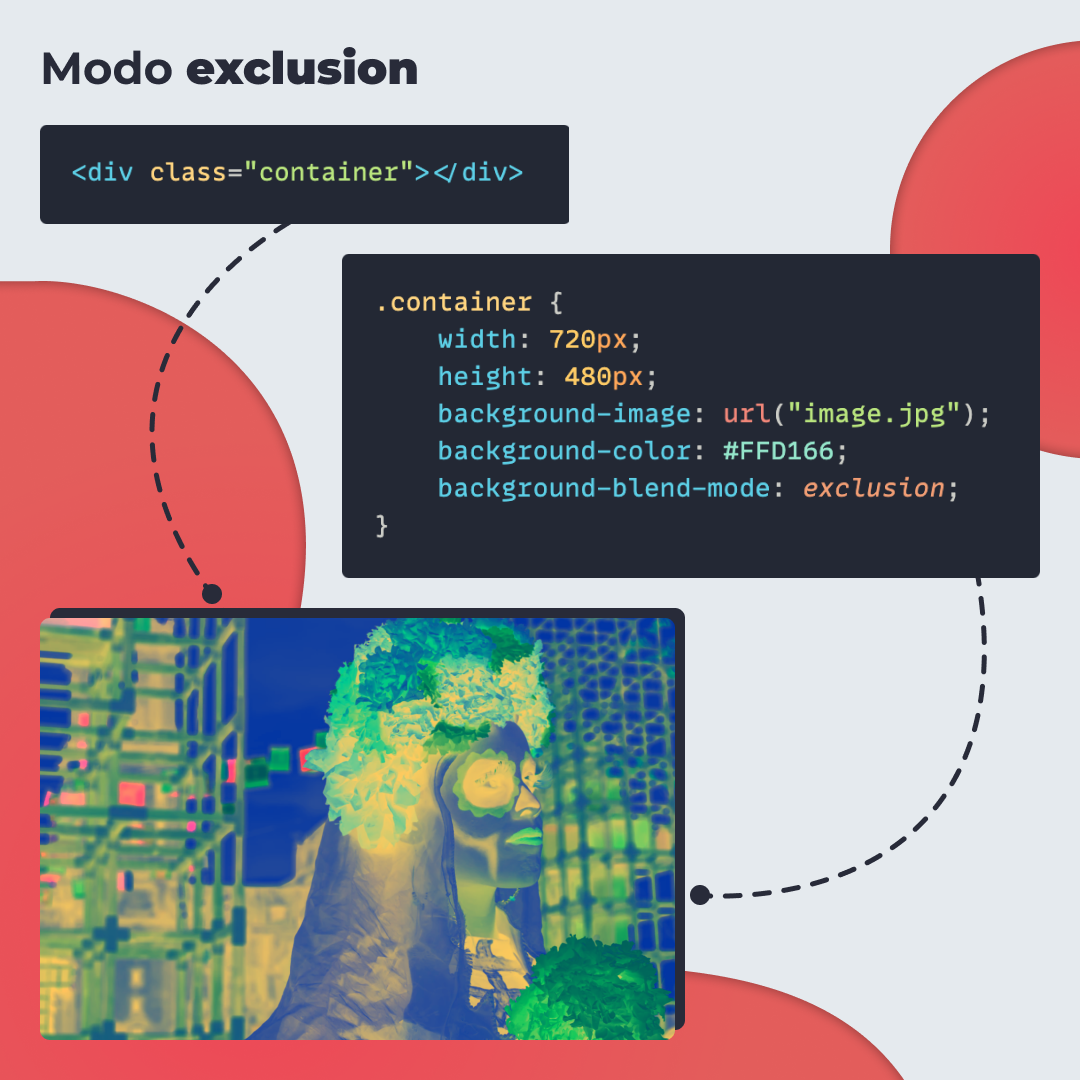 Modo exclusion
<div class="container"></div>
.container {
    width: 720px;
    height: 480px;
    background-image: url("image.jpg");
    background-color: #FFD166;
    background-blend-mode: exclusion;
}